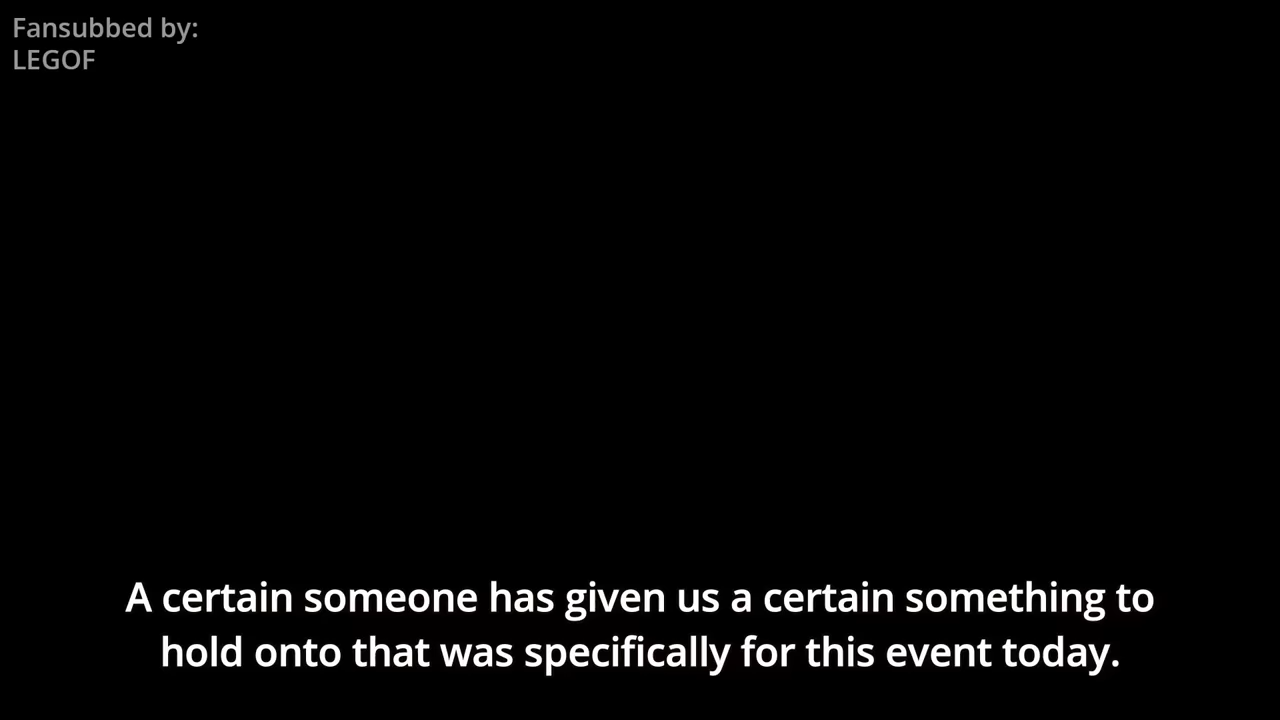 Fansubbed by:
LEGOF
A certain someone has given us a certain something to
hold onto that was specifically for this event today.